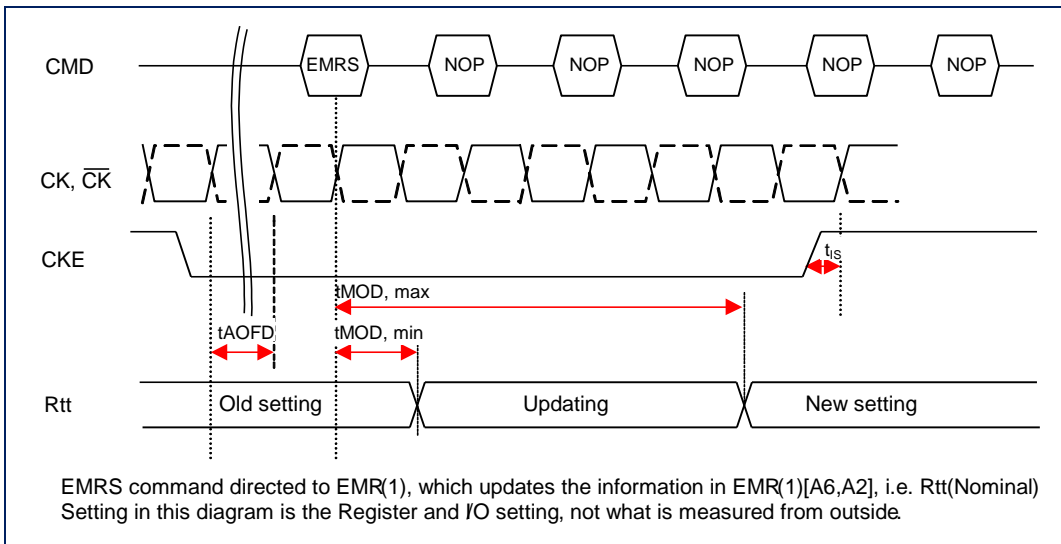 CMD EMRS NOP NOP NOP NOP NOP
CK, CK
CKE tIS
tMOD, max
tAOFD tMOD, min
Rtt Old setting Updating New setting
EMRS command directed to EMR(1), which updates the information in EMR(1)[A6,A2], i.e. Rtt(Nominal)
Setting in this diagram is the Register and I/O setting, not what is measured from outside.